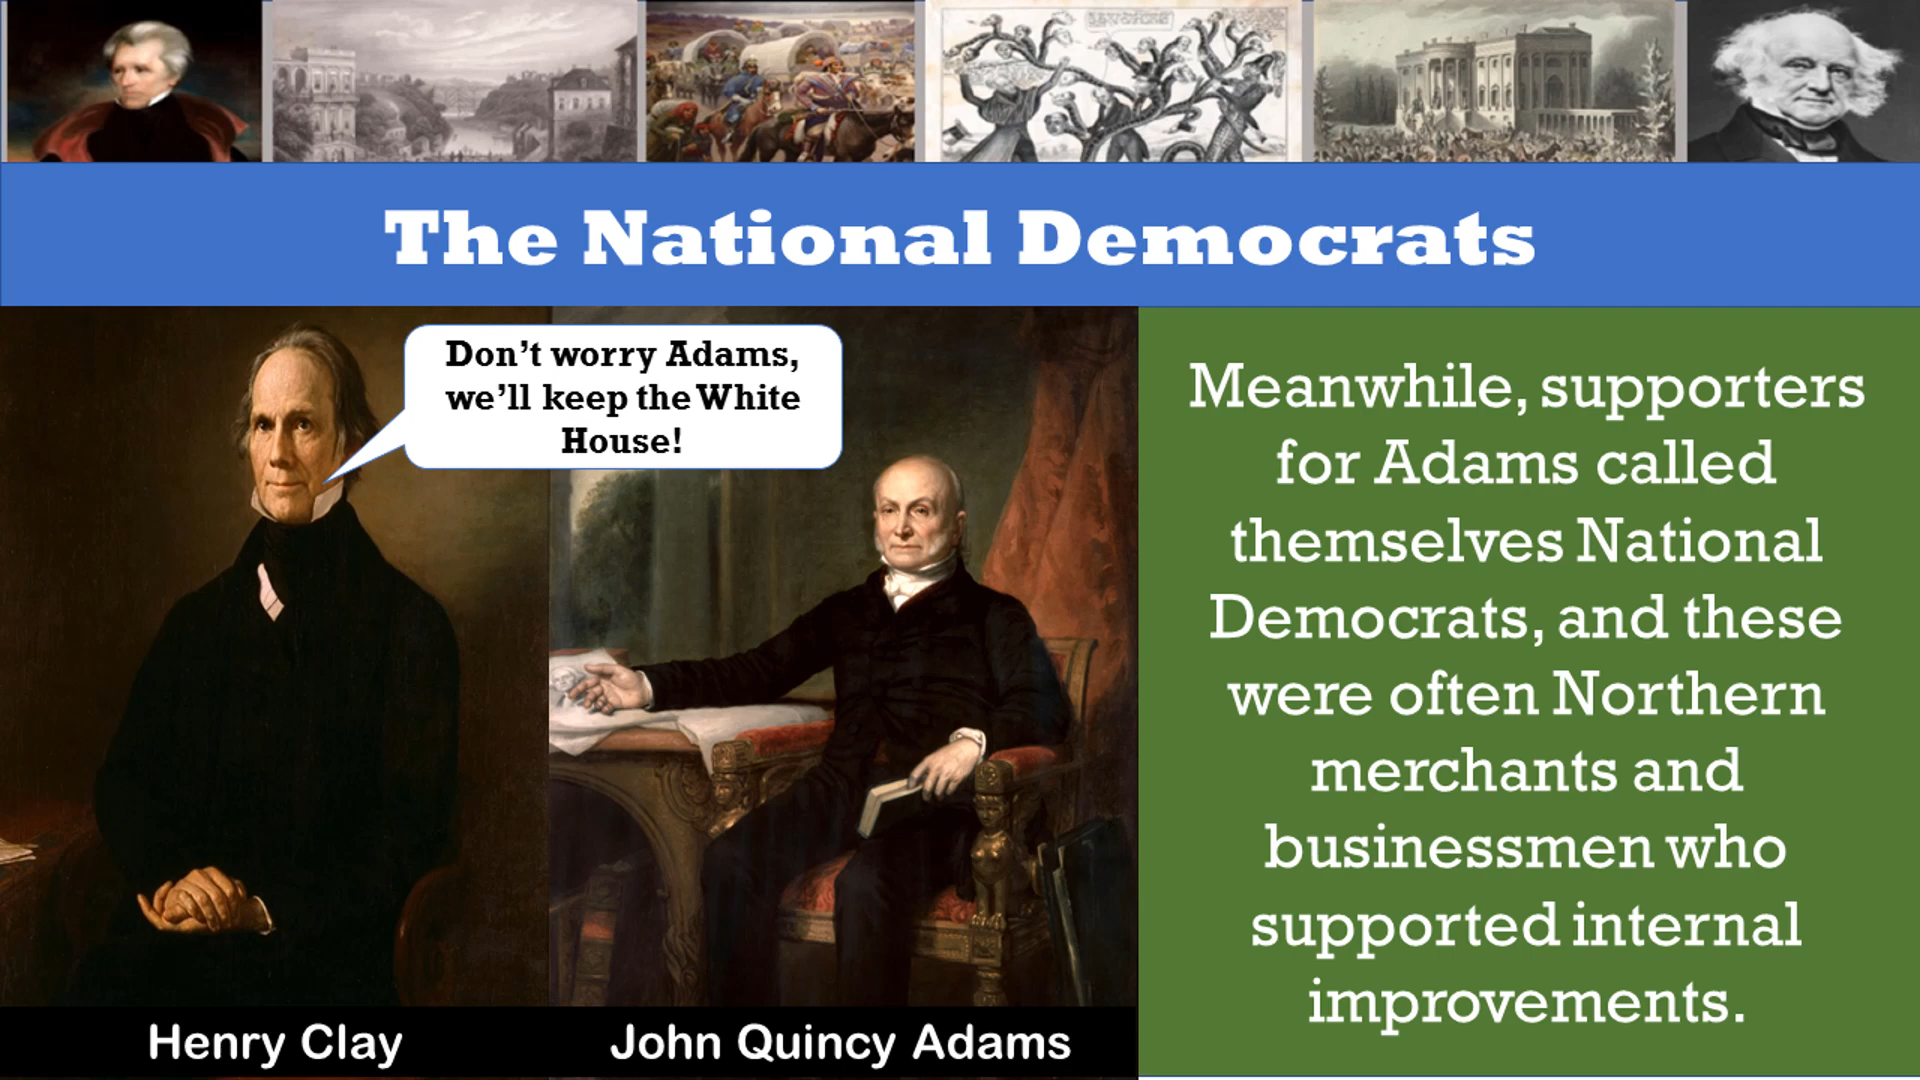 The National Democrats
Don’t worry Adams,
we’ll keep the White
House!
Meanwhile, supporters
for Adams called
themselves National
Democrats, and these
were often Northern
merchants and
businessmen who
supported internal
improvements.
Henry Clay
John Quincy Adams